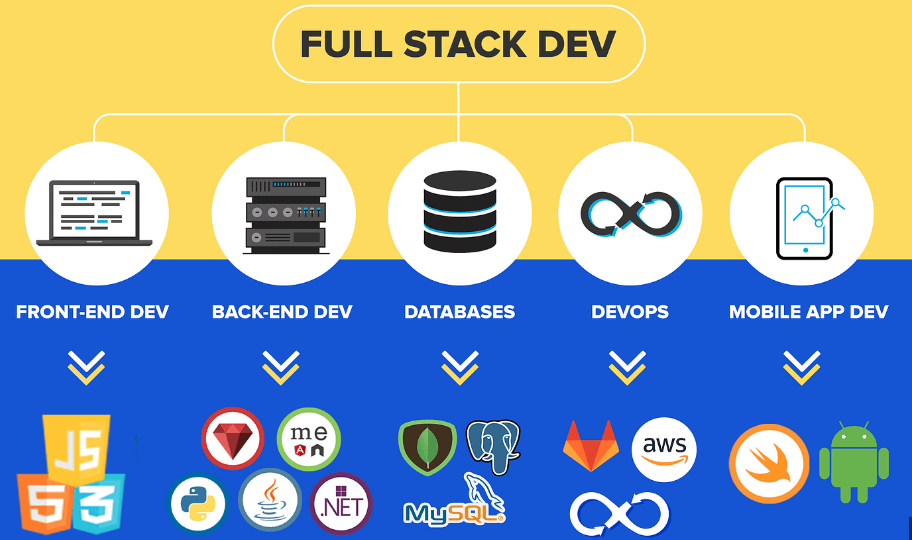 FULL STACK DEV
FRONT-END DEV
BACK-END DEV
DATABASES
DEVOPS
MOBILE APP DEV
JS
5
3
me
an
.NET
MySQL®
aws